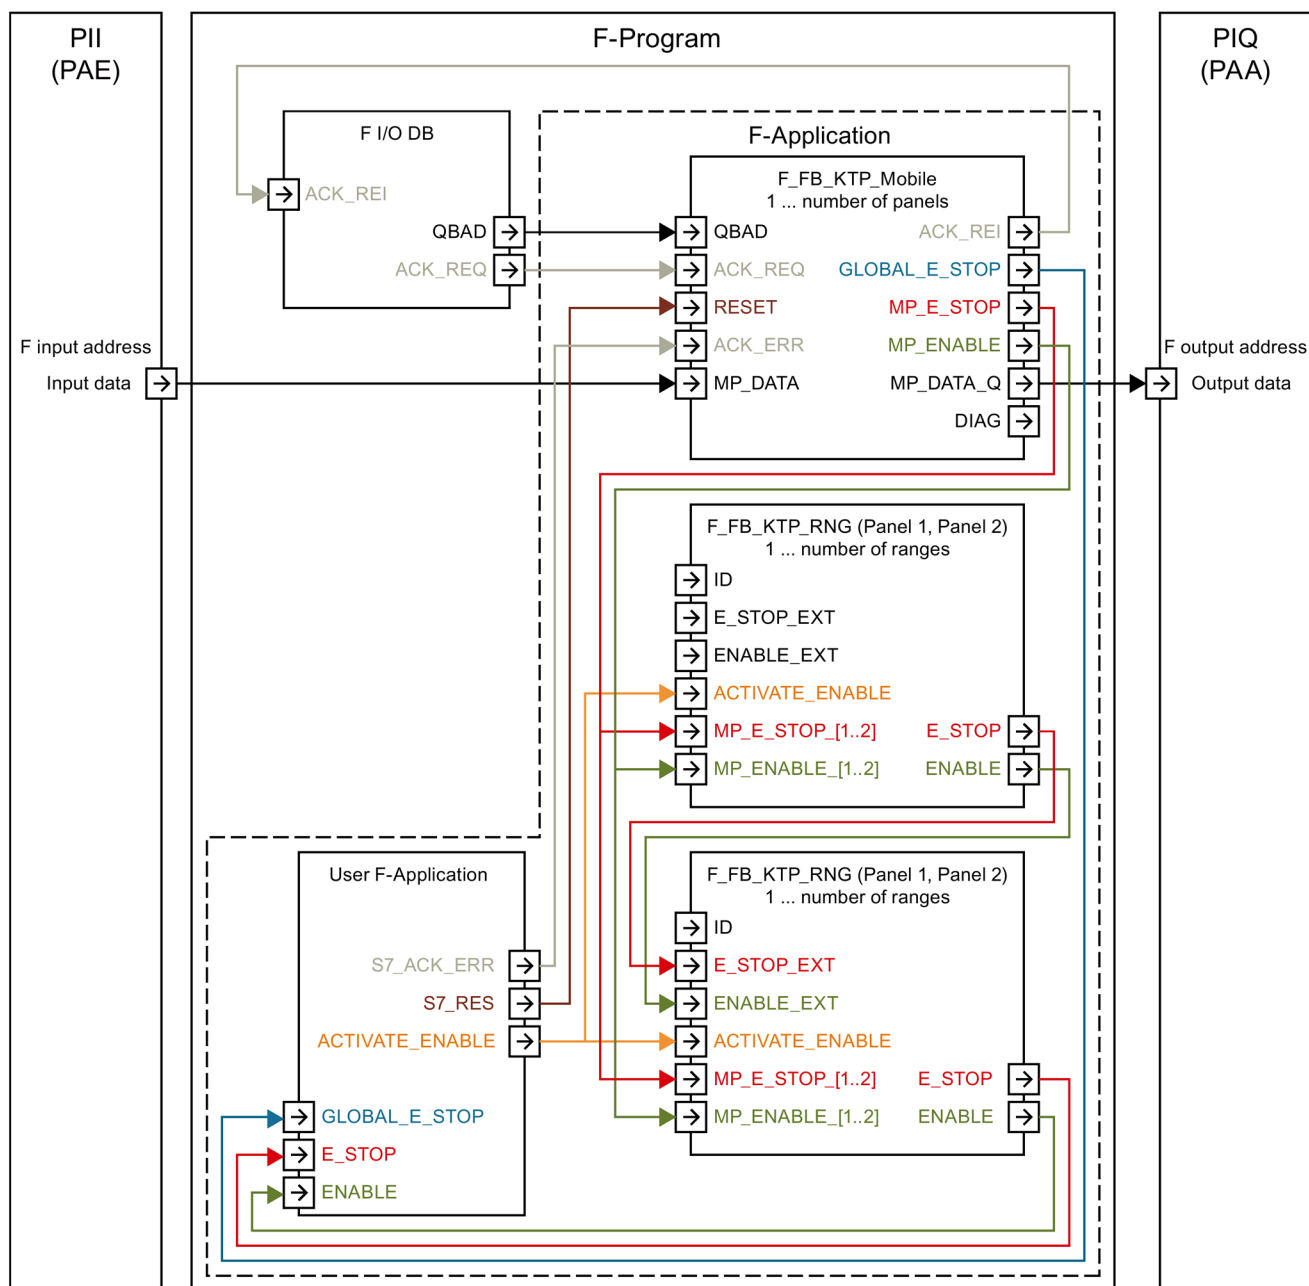 PII
(PAE)
F-Program
PIQ
(PAA)
F I/O DB
ACK_REI
QBAD
ACK_REQ
F-Application
F_FB_KTP_Mobile
1 ... number of panels
QBAD
ACK_REI
ACK_REQ
GLOBAL_E_STOP
RESET
MP_E_STOP
ACK_ERR
MP_ENABLE
MP_DATA
MP_DATA_Q
DIAG
F input address
Input data
F output address
Output data
F_FB_KTP_RNG (Panel 1, Panel 2)
1 ... number of ranges
ID
E_STOP_EXT
ENABLE_EXT
ACTIVATE_ENABLE
MP_E_STOP_[1..2]
E_STOP
MP_ENABLE_[1..2]
ENABLE
User F-Application
S7_ACK_ERR
S7_RES
ACTIVATE_ENABLE
GLOBAL_E_STOP
E_STOP
ENABLE
F_FB_KTP_RNG (Panel 1, Panel 2)
1 ... number of ranges
ID
E_STOP_EXT
ENABLE_EXT
ACTIVATE_ENABLE
MP_E_STOP_[1..2]
E_STOP
MP_ENABLE_[1..2]
ENABLE